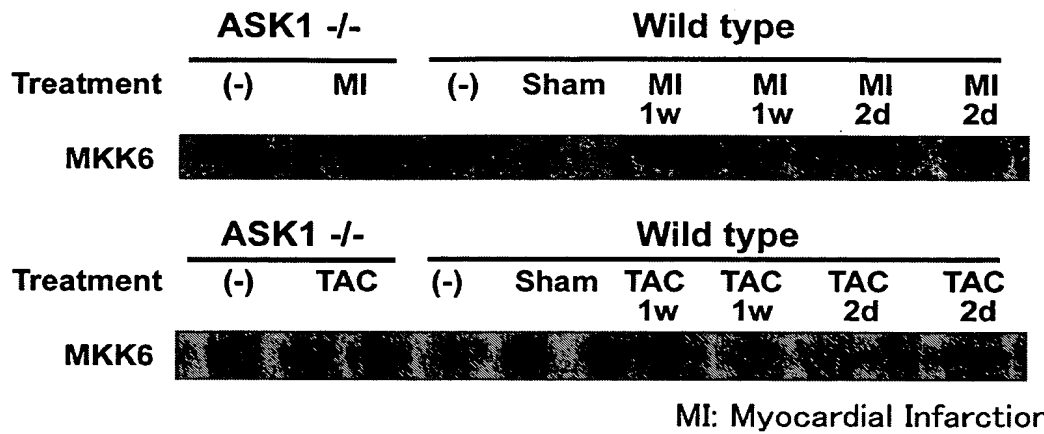 ASK1 -/- Wild type
Treatment (-) MI (-) Sham MI MI MI MI
1w 1w 2d 2d
MKK6
ASK1 -/- Wild type
Treatment (-) TAC (-) Sham TAC TAC TAC TAC
1w 1w 2d 2d
MKK6
MI: Myocardial Infarction